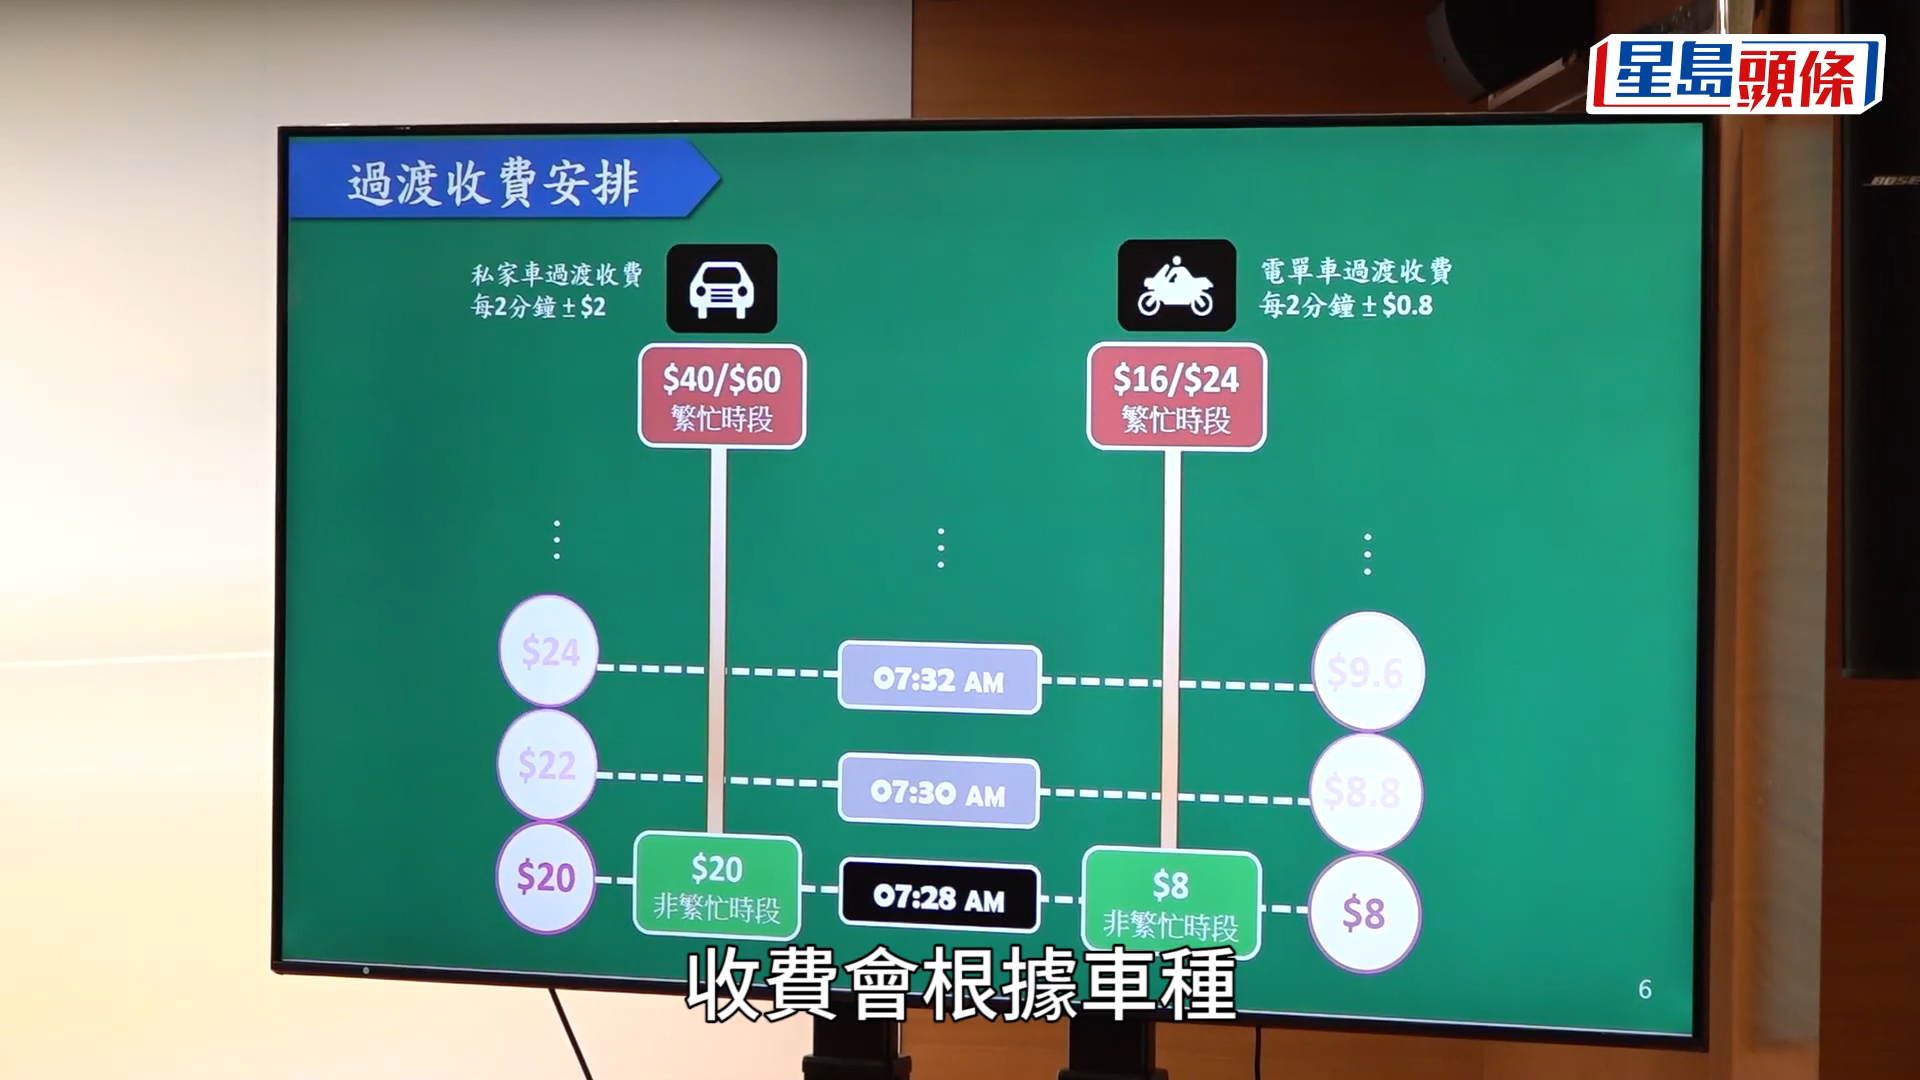 星島頭條
BOSE
過渡收費安排
私家車過渡收費
每2分鐘±$2
電單車過渡收費
每2分鐘±$0.8
$40/$60
繁忙時段
$16/$24
繁忙時段
$24
07:32 AM
$9.6
$22
07:30 AM
$8.8
$20
$20
非繁忙時段
07:28 AM
$8
非繁忙時段
$8
6
收費會根據車種